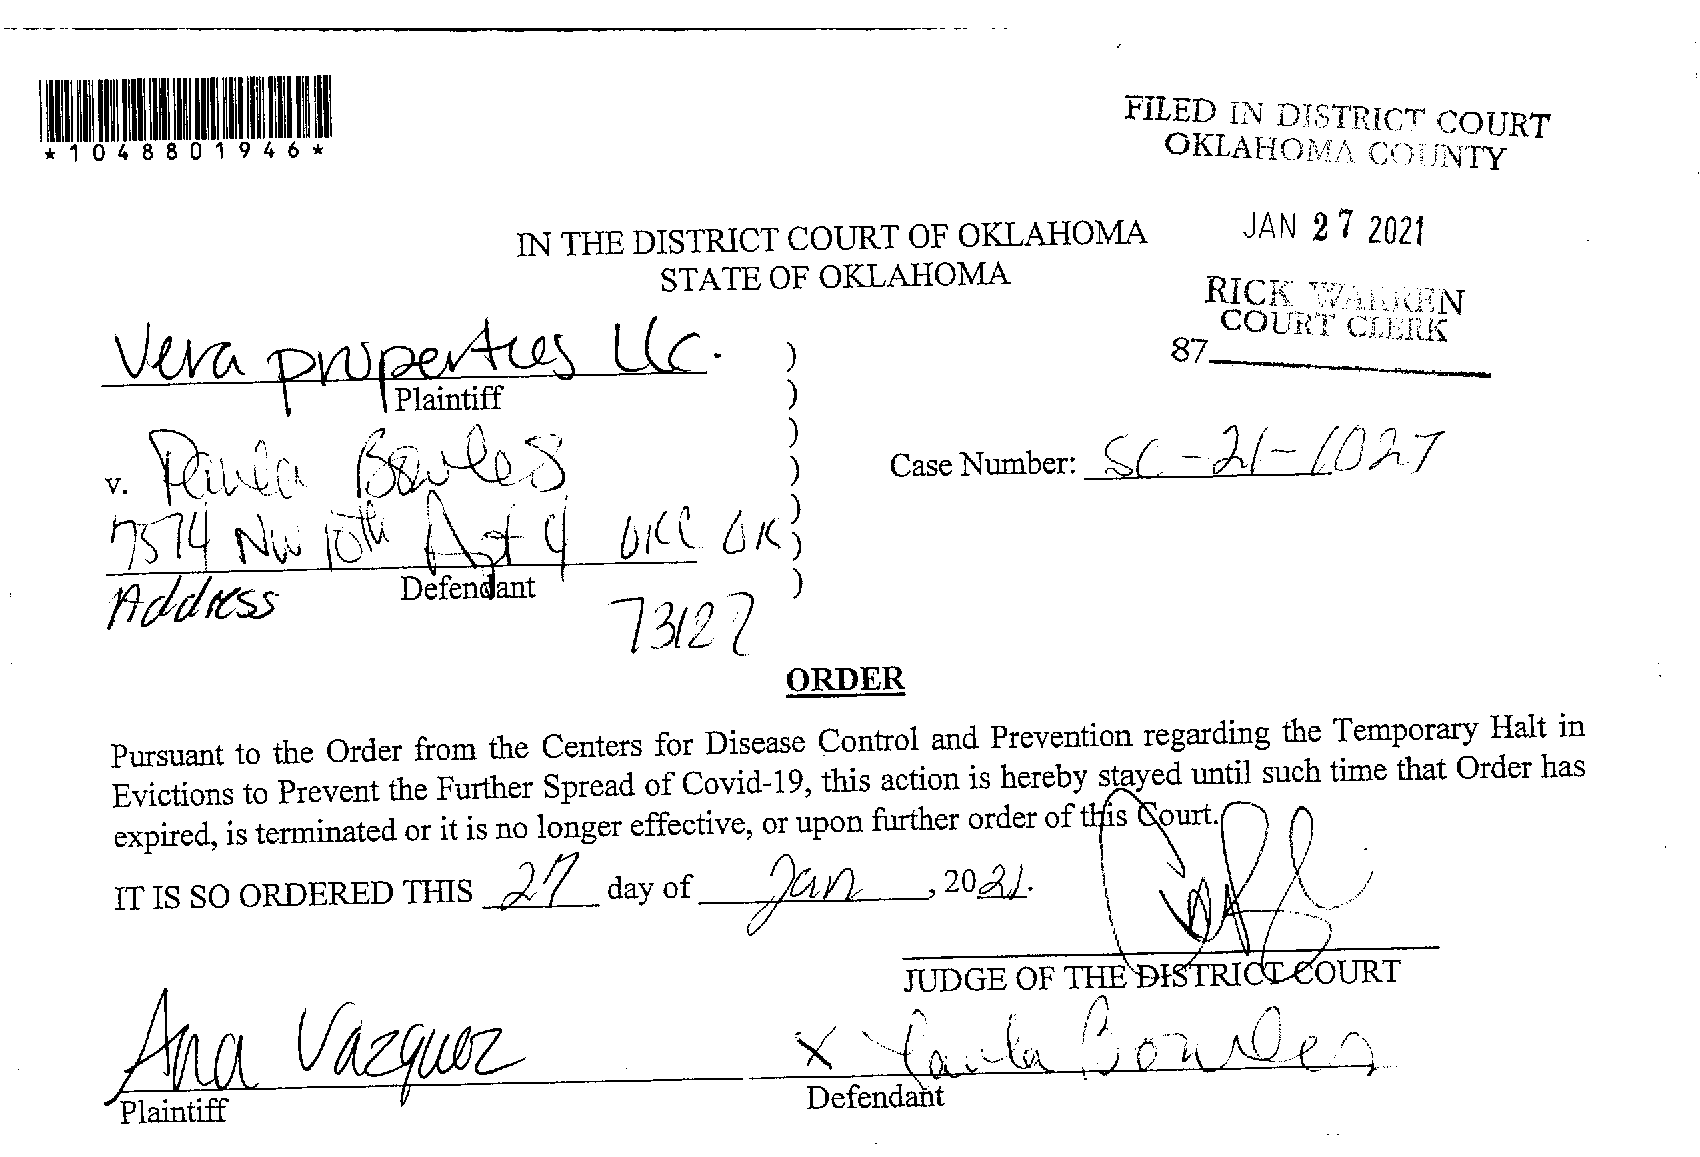 *1048801946*
FILED IN DISTRICT COURT
OKLAHOMA COUNTY
JAN 27 2021
RICK WARREN
COURT CLERK
87
IN THE DISTRICT COURT OF OKLAHOMA
STATE OF OKLAHOMA
Vera properties LLC.
Plaintiff
v. Paula Bowles
7574 NW 10th Apt 4 OKC OK
Address Defendant
73127
)
)
)
)
)
)
)
Case Number: SC-21-1027
ORDER
Pursuant to the Order from the Centers for Disease Control and Prevention regarding the Temporary Halt in
Evictions to Prevent the Further Spread of Covid-19, this action is hereby stayed until such time that Order has
expired, is terminated or it is no longer effective, or upon further order of this Court.
IT IS SO ORDERED THIS 27 day of Jan, 2021.
JUDGE OF THE DISTRICT COURT
Ana Vazquez
Plaintiff
X Paula Bowles
Defendant